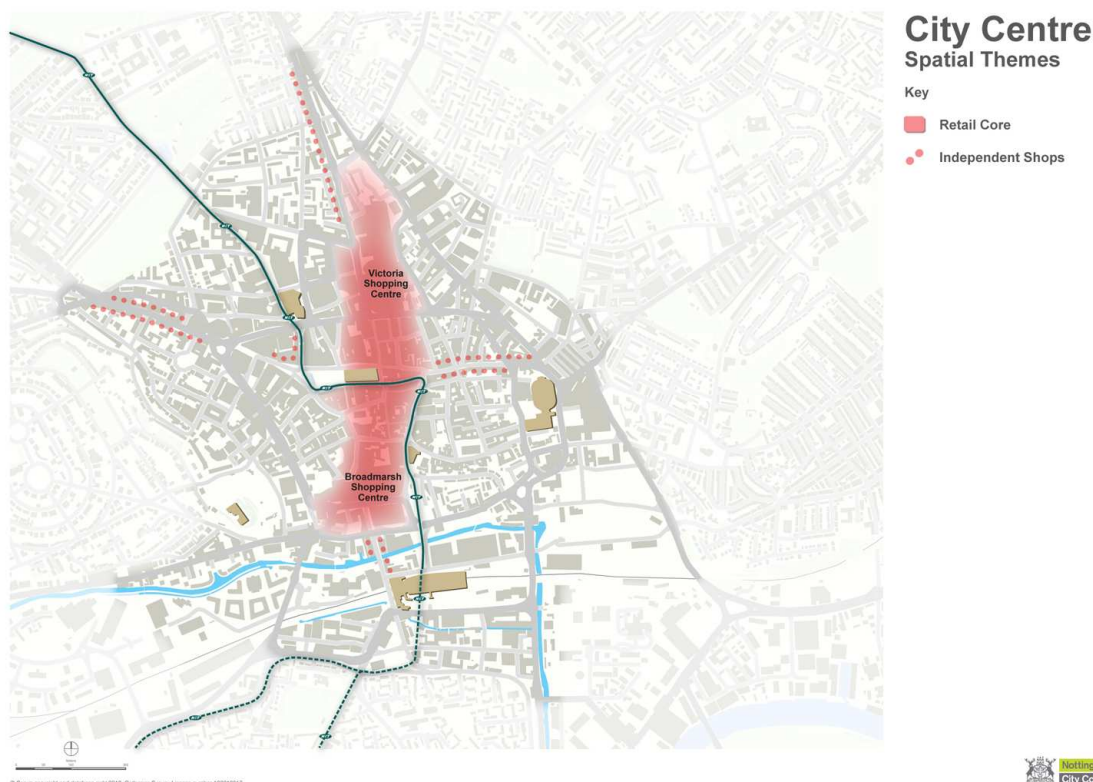 City Centre
Spatial Themes
Key
Retail Core
Independent Shops
Victoria
Shopping
Centre
Broadmarsh
Shopping
Centre
Notting
City Co